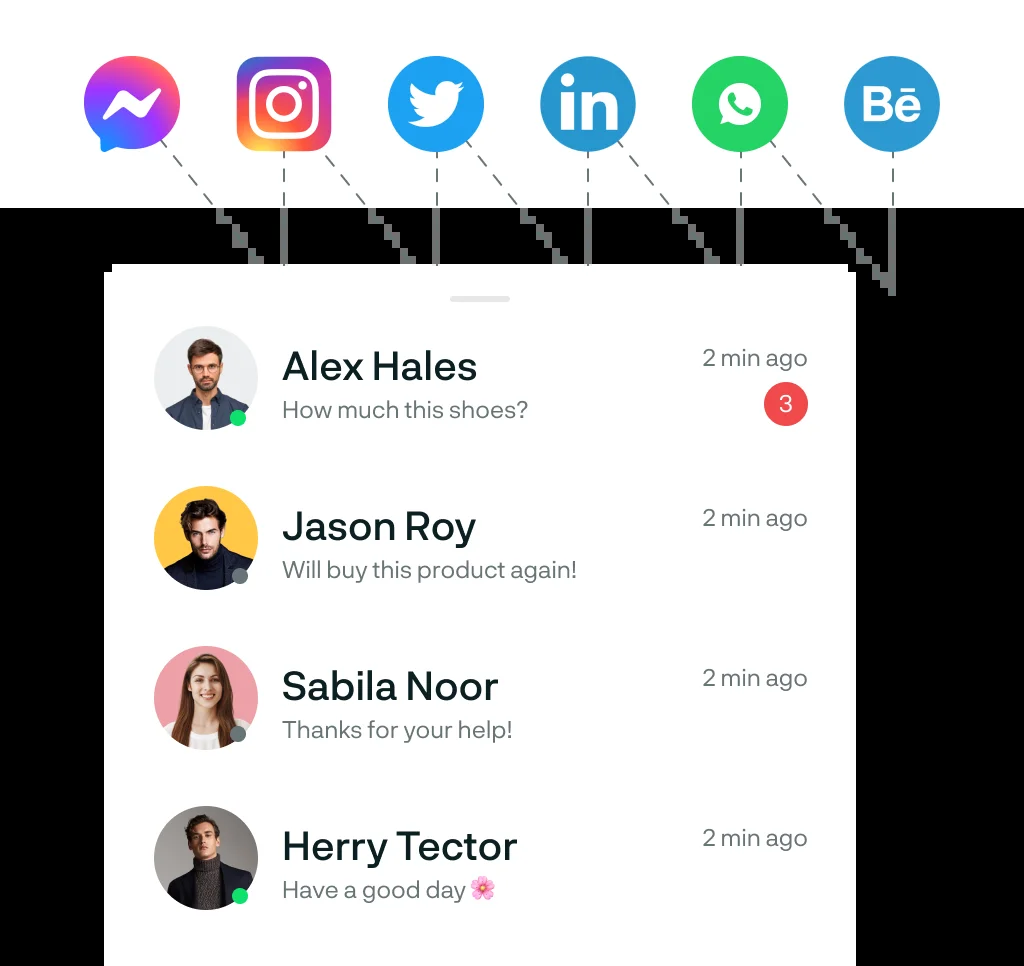 in
Bē
Alex Hales
2 min ago
How much this shoes?
3
Jason Roy
2 min ago
Will buy this product again!
Sabila Noor
2 min ago
Thanks for your help!
Herry Tector
2 min ago
Have a good day 🌸